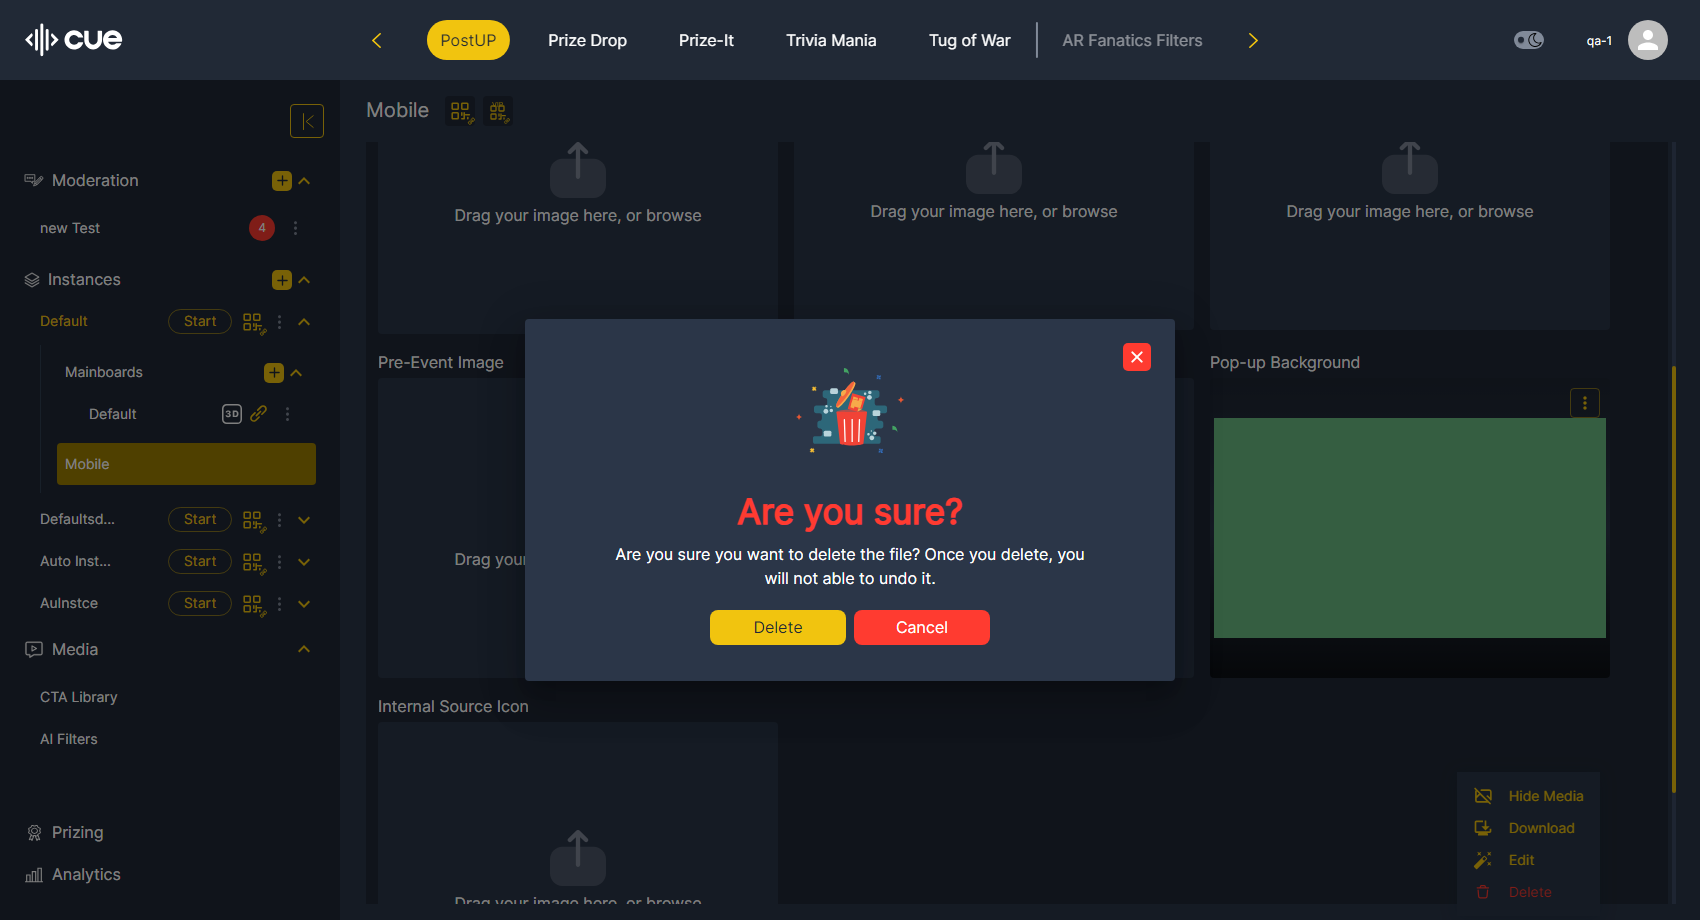 cue
PostUP
Prize Drop
Prize-It
Trivia Mania
Tug of War
AR Fanatics Filters
qa-1
Mobile
Moderation
new Test
4
Instances
Default
Start
Mainboards
Default
3D
Mobile
Defaultsd...
Start
Auto Inst...
Start
AuInstce
Start
Media
CTA Library
AI Filters
Prizing
Analytics
Drag your image here, or browse
Drag your image here, or browse
Drag your image here, or browse
Pre-Event Image
Pop-up Background
Drag your
Are you sure?
Are you sure you want to delete the file? Once you delete, you
will not able to undo it.
Delete
Cancel
Internal Source Icon
Drag your image here, or browse
Hide Media
Download
Edit
Delete